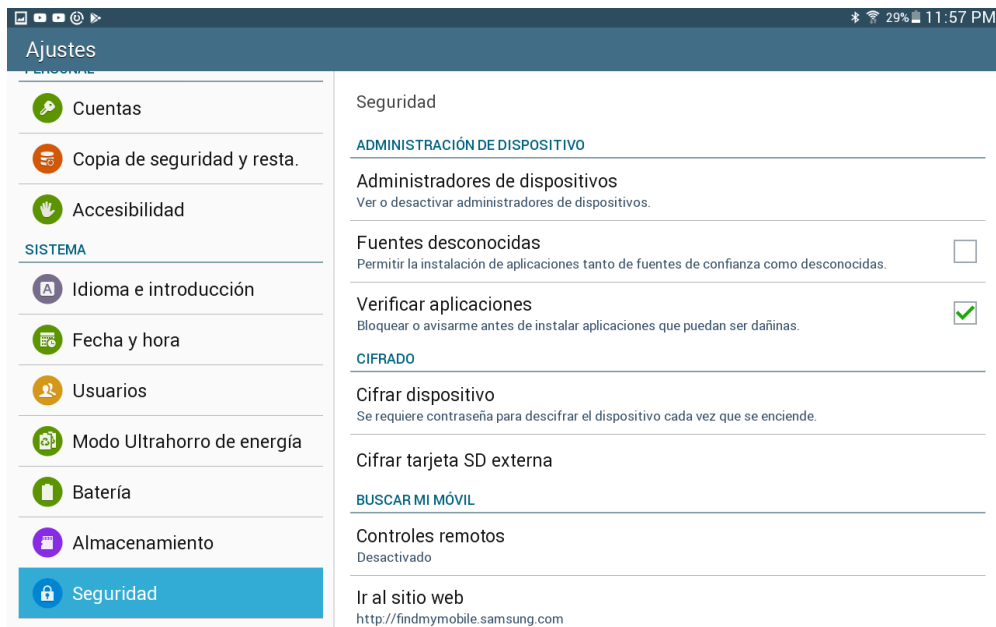 29% 11:57 PM
Ajustes
PERSONAL
Cuentas
Copia de seguridad y resta.
Accesibilidad
SISTEMA
Idioma e introducción
Fecha y hora
Usuarios
Modo Ultrahorro de energía
Batería
Almacenamiento
Seguridad
Seguridad
ADMINISTRACIÓN DE DISPOSITIVO
Administradores de dispositivos
Ver o desactivar administradores de dispositivos.
Fuentes desconocidas
Permitir la instalación de aplicaciones tanto de fuentes de confianza como desconocidas.
Verificar aplicaciones
Bloquear o avisarme antes de instalar aplicaciones que puedan ser dañinas.
CIFRADO
Cifrar dispositivo
Se requiere contraseña para descifrar el dispositivo cada vez que se enciende.
Cifrar tarjeta SD externa
BUSCAR MI MÓVIL
Controles remotos
Desactivado
Ir al sitio web
http://findmymobile.samsung.com